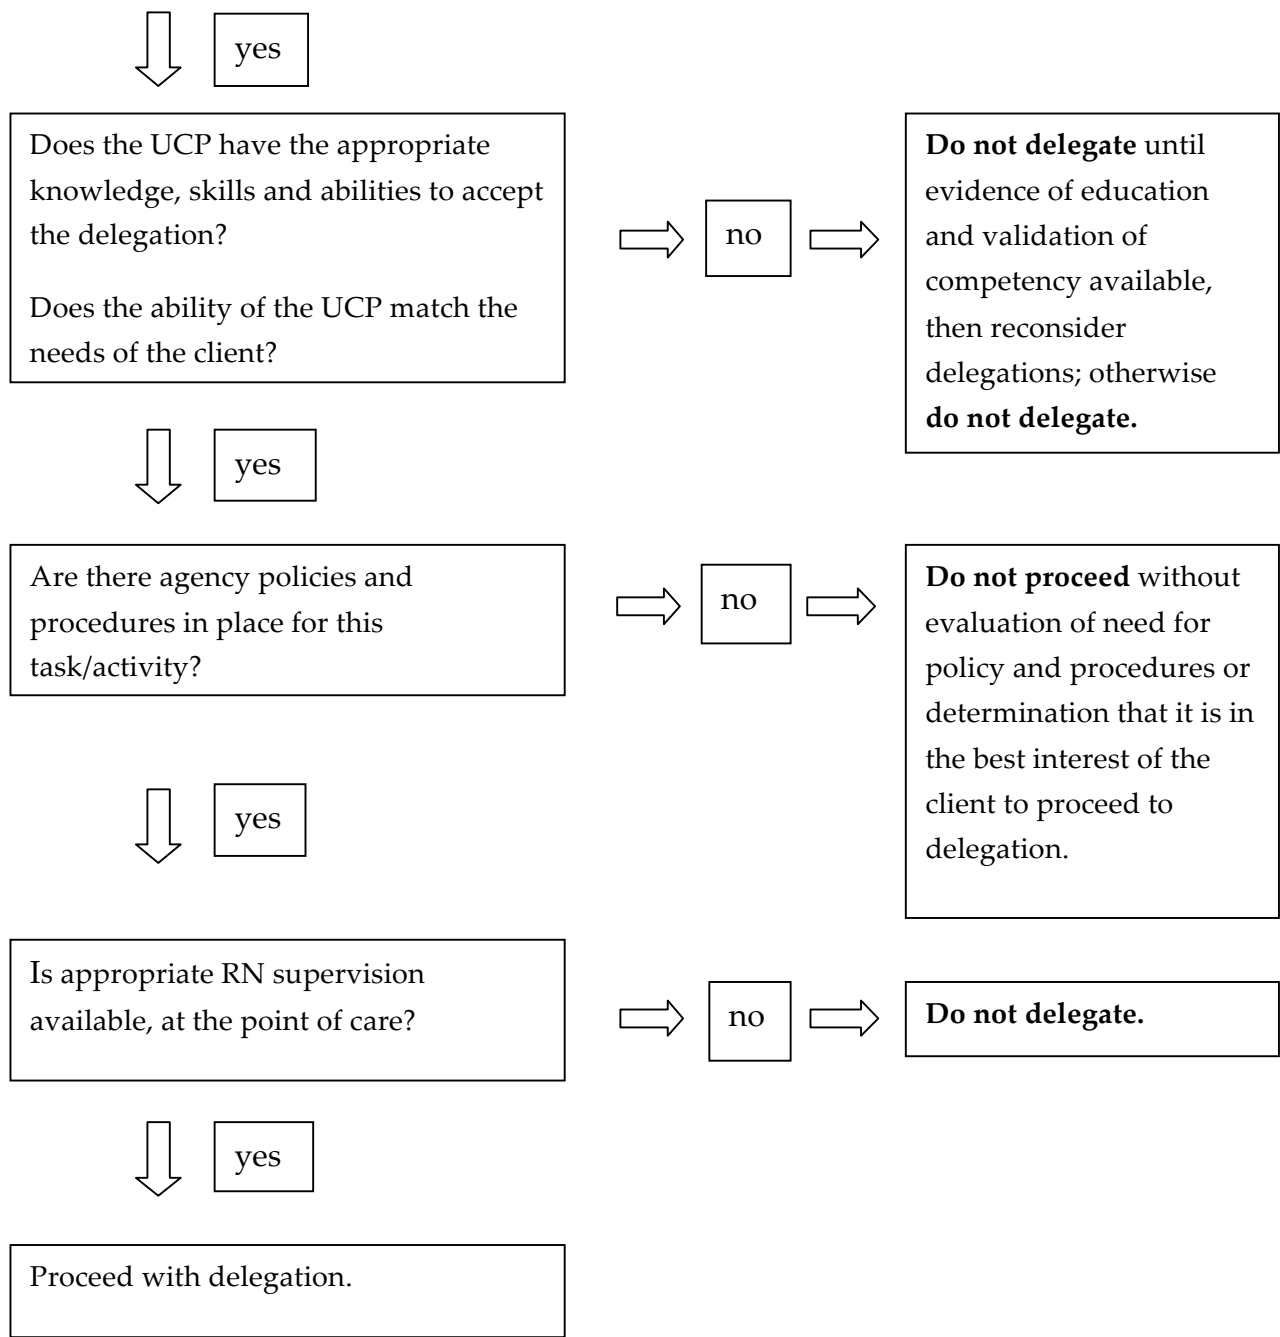 yes
Does the UCP have the appropriate
knowledge, skills and abilities to accept
the delegation?
Does the ability of the UCP match the
needs of the client?
no
Do not delegate until
evidence of education
and validation of
competency available,
then reconsider
delegations; otherwise
do not delegate.
yes
Are there agency policies and
procedures in place for this
task/activity?
no
Do not proceed without
evaluation of need for
policy and procedures or
determination that it is in
the best interest of the
client to proceed to
delegation.
yes
Is appropriate RN supervision
available, at the point of care?
no
Do not delegate.
yes
Proceed with delegation.